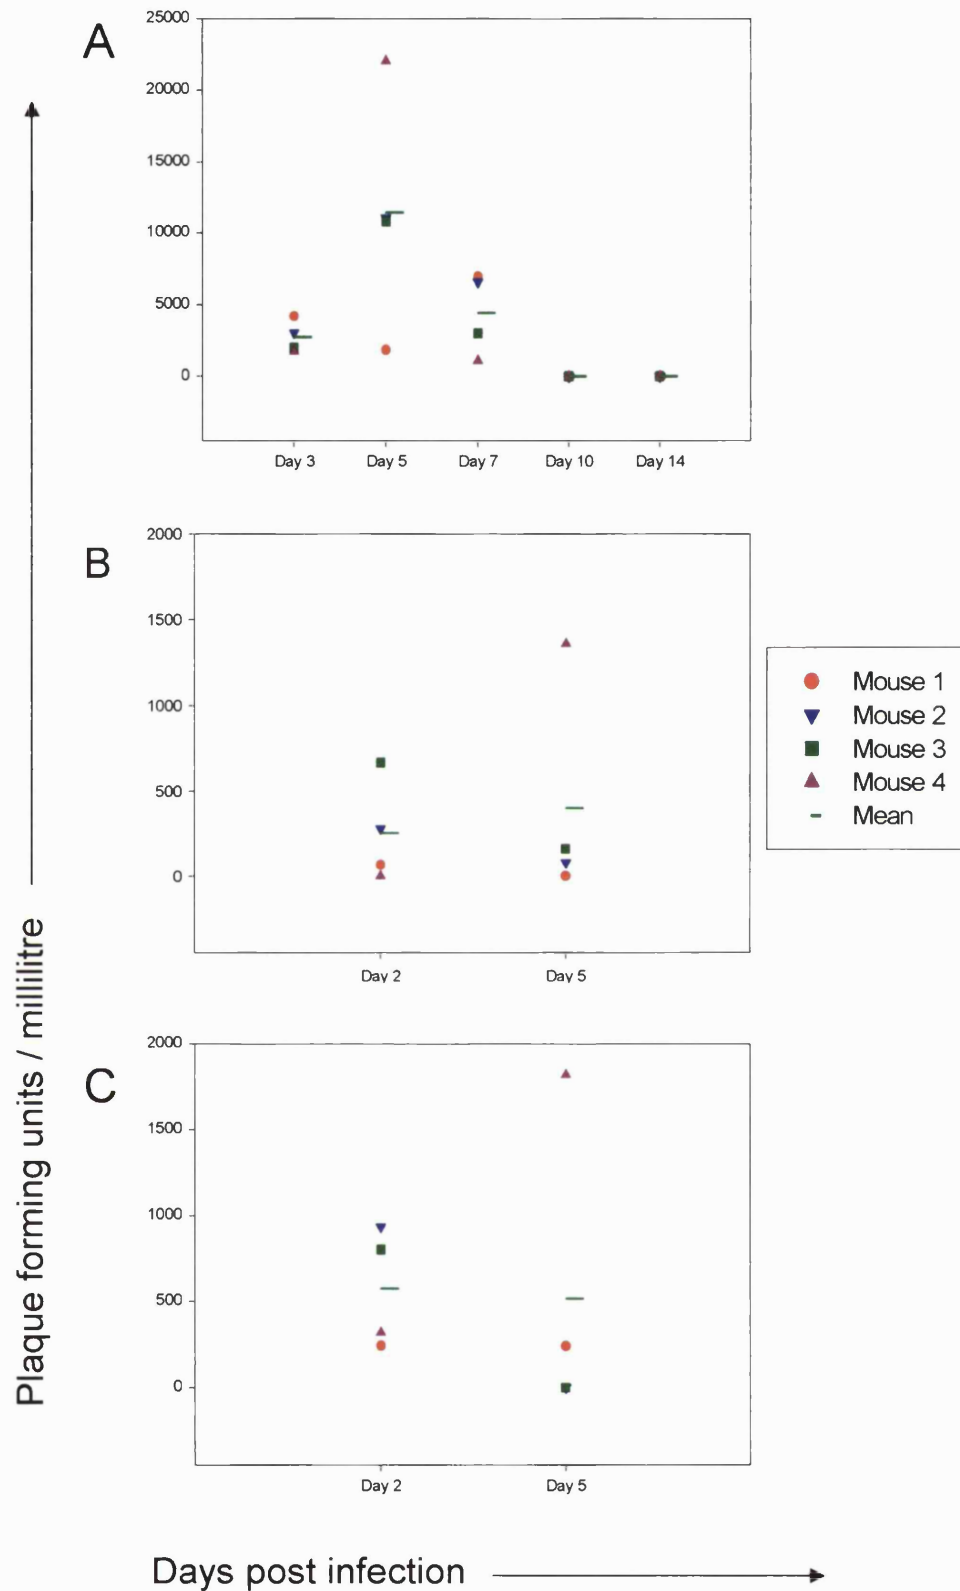 A
25000
20000
15000
10000
5000
0
Day 3 Day 5 Day 7 Day 10 Day 14
B
2000
1500
1000
500
0
Day 2 Day 5
Mouse 1
Mouse 2
Mouse 3
Mouse 4
Mean
C
2000
1500
1000
500
0
Day 2 Day 5
Plaque forming units / millilitre
Days post infection